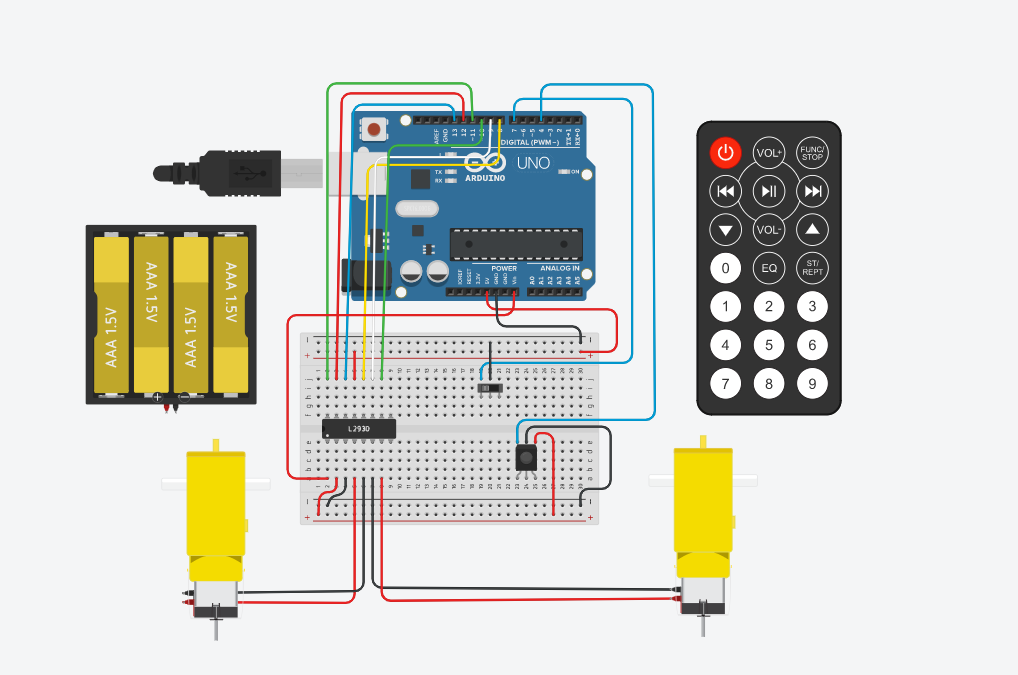 AREF
GND
13
12
~11
~10
~9
8
7
~6
~5
4
~3
2
TX→1
RX←0
DIGITAL (PWM~)
L
TX
RX
UNO
ARDUINO
ON
POWER
ANALOG IN
IOREF
RESET
3.3V
5V
GND
GND
Vin
A0
A1
A2
A3
A4
A5
AAA 1.5V
AAA 1.5V
AAA 1.5V
AAA 1.5V
L293D
VOL+
FUNC/
STOP
VOL-
0
EQ
ST/
REPT
1
2
3
4
5
6
7
8
9